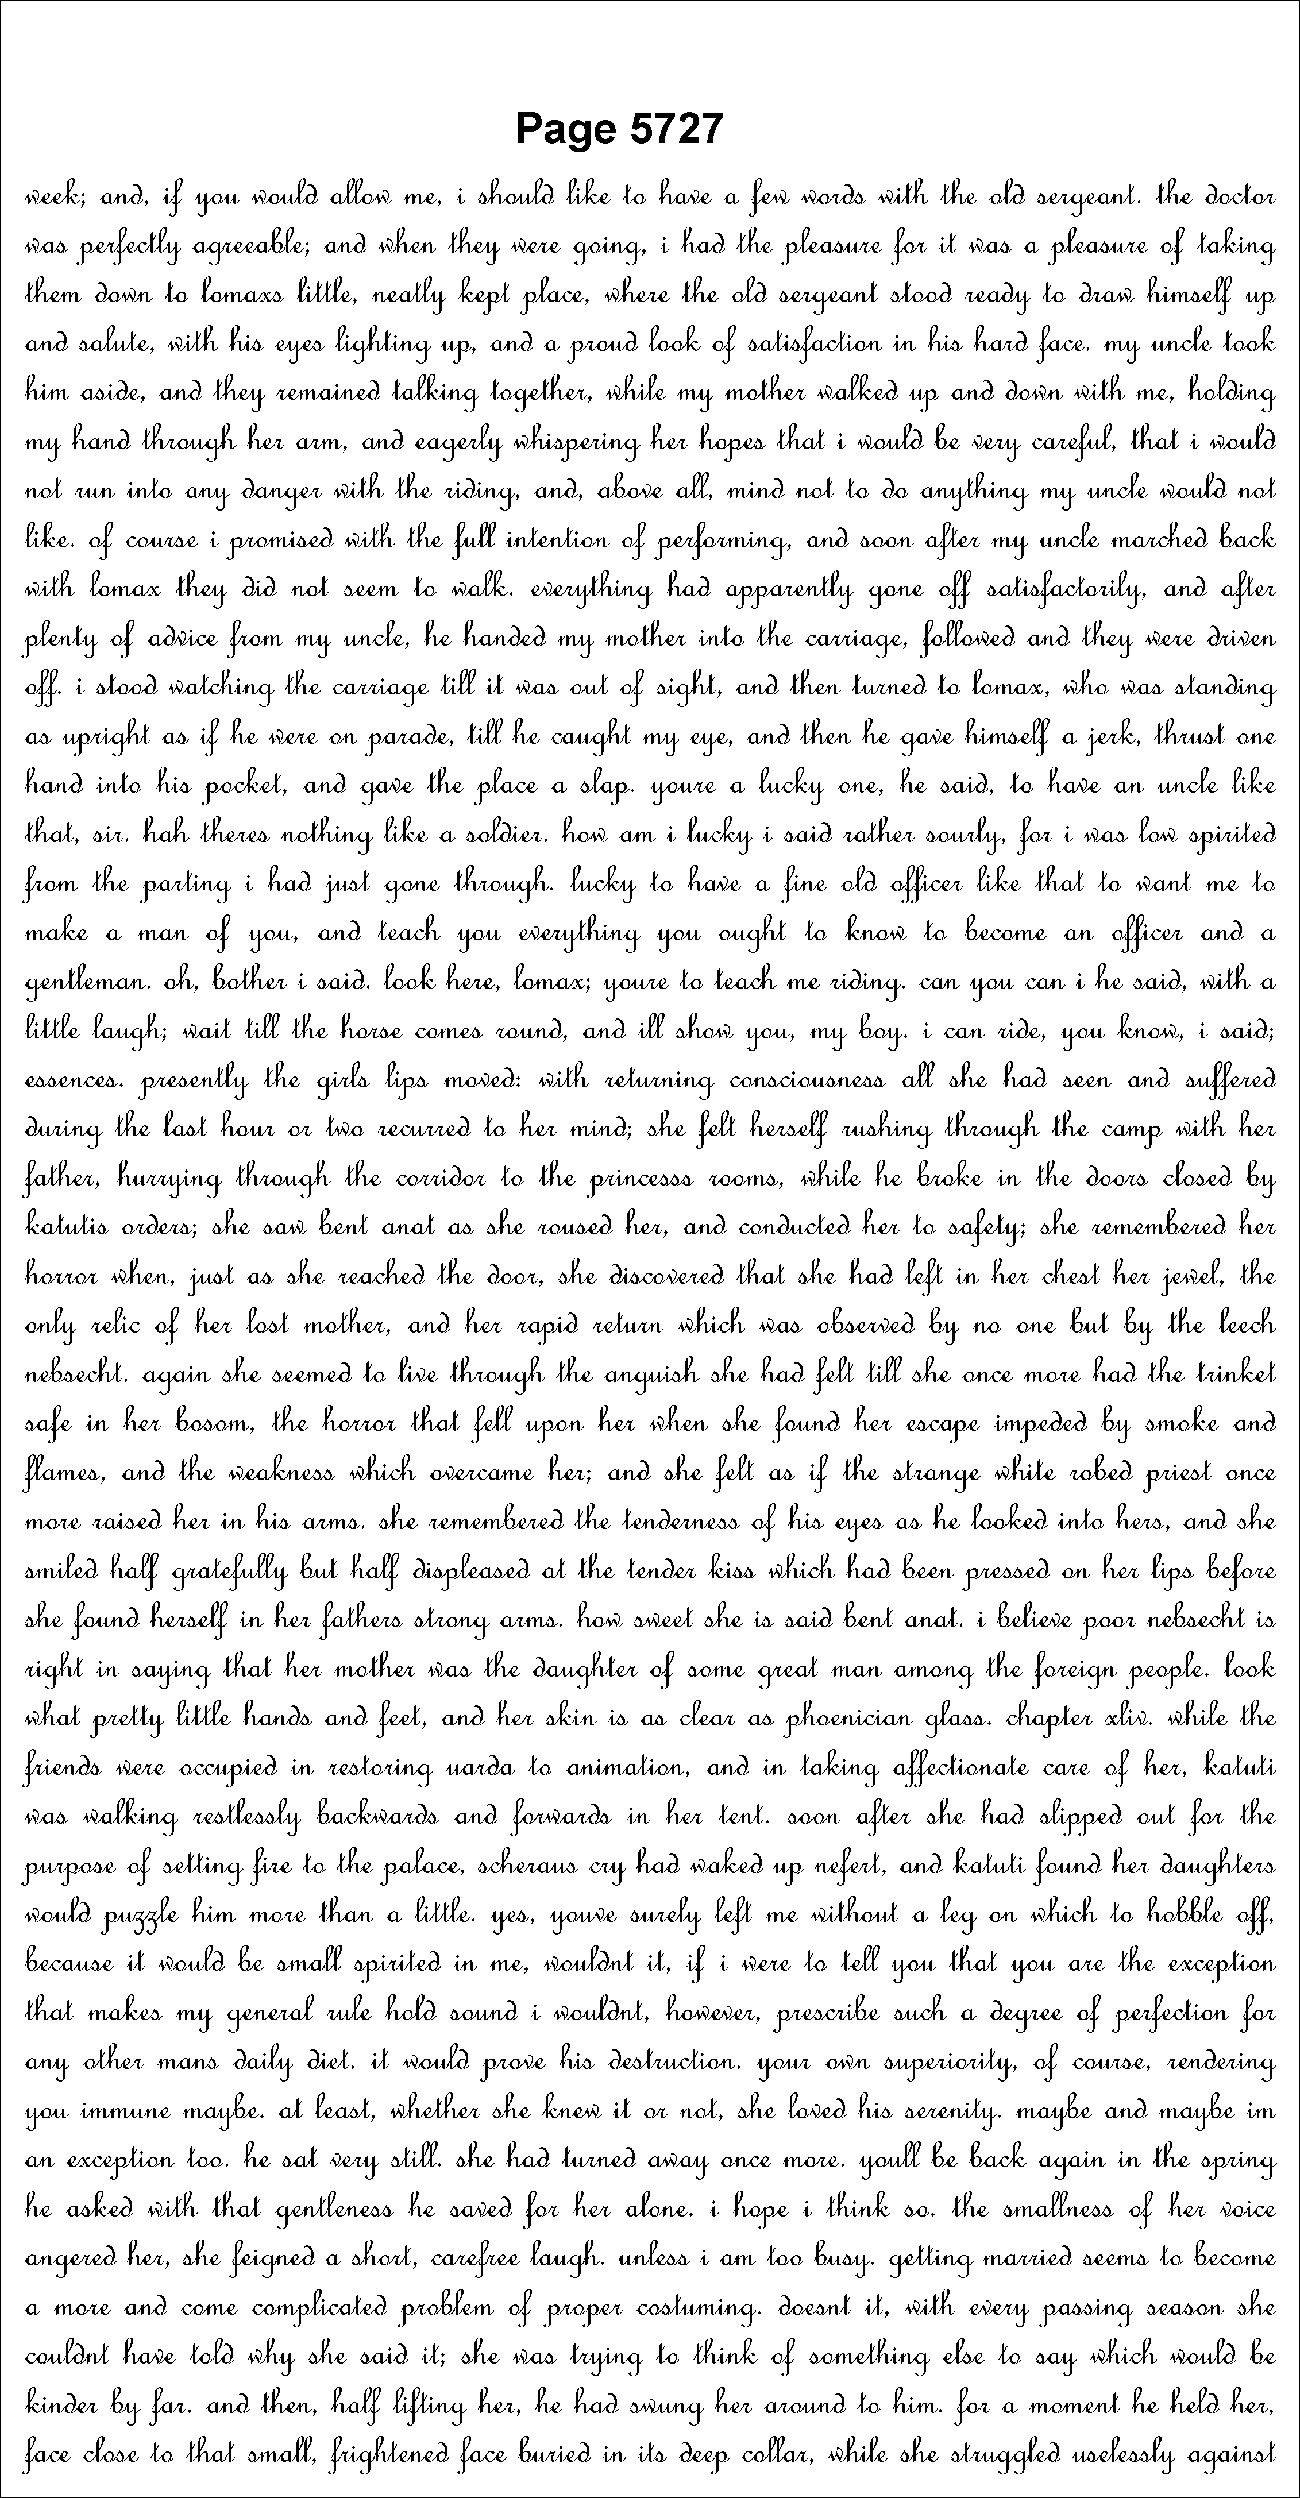 Page 5727
week; and, if you would allow me, i should like to have a few words with the old sergeant. the doctor
was perfectly agreeable; and when they were going, i had the pleasure for it was a pleasure of taking
them down to lomaxs little, neatly kept place, where the old sergeant stood ready to draw himself up
and salute, with his eyes lighting up, and a proud look of satisfaction in his hard face. my uncle took
him aside, and they remained talking together, while my mother walked up and down with me, holding
my hand through her arm, and eagerly whispering her hopes that i would be very careful, that i would
not run into any danger with the riding, and, above all, mind not to do anything my uncle would not
like. of course i promised with the full intention of performing, and soon after my uncle marched back
with lomax they did not seem to walk. everything had apparently gone off satisfactorily, and after
plenty of advice from my uncle, he handed my mother into the carriage, followed and they were driven
off. i stood watching the carriage till it was out of sight, and then turned to lomax, who was standing
as upright as if he were on parade, till he caught my eye, and then he gave himself a jerk, thrust one
hand into his pocket, and gave the place a slap. youre a lucky one, he said, to have an uncle like
that, sir. hah theres nothing like a soldier. how am i lucky i said rather sourly, for i was low spirited
from the parting i had just gone through. lucky to have a fine old officer like that to want me to
make a man of you, and teach you everything you ought to know to become an officer and a
gentleman. oh, bother i said. look here, lomax; youre to teach me riding. can you can i he said, with a
little laugh; wait till the horse comes round, and ill show you, my boy. i can ride, you know, i said;
essences. presently the girls lips moved: with returning consciousness all she had seen and suffered
during the last hour or two recurred to her mind; she felt herself rushing through the camp with her
father, hurrying through the corridor to the princesss rooms, while he broke in the doors closed by
katutis orders; she saw bent anat as she roused her, and conducted her to safety; she remembered her
horror when, just as she reached the door, she discovered that she had left in her chest her jewel, the
only relic of her lost mother, and her rapid return which was observed by no one but by the leech
nebsecht. again she seemed to live through the anguish she had felt till she once more had the trinket
safe in her bosom, the horror that fell upon her when she found her escape impeded by smoke and
flames, and the weakness which overcame her; and she felt as if the strange white robed priest once
more raised her in his arms. she remembered the tenderness of his eyes as he looked into hers, and she
smiled half gratefully but half displeased at the tender kiss which had been pressed on her lips before
she found herself in her fathers strong arms. how sweet she is said bent anat. i believe poor nebsecht is
right in saying that her mother was the daughter of some great man among the foreign people. look
what pretty little hands and feet, and her skin is as clear as phoenician glass. chapter xliv. while the
friends were occupied in restoring uarda to animation, and in taking affectionate care of her, katuti
was walking restlessly backwards and forwards in her tent. soon after she had slipped out for the
purpose of setting fire to the palace, scheraus cry had waked up nefert, and katuti found her daughters
would puzzle him more than a little. yes, youve surely left me without a leg on which to hobble off,
because it would be small spirited in me, wouldnt it, if i were to tell you that you are the exception
that makes my general rule hold sound i wouldnt, however, prescribe such a degree of perfection for
any other mans daily diet. it would prove his destruction. your own superiority, of course, rendering
you immune maybe. at least, whether she knew it or not, she loved his serenity. maybe and maybe im
an exception too. he sat very still. she had turned away once more. youll be back again in the spring
he asked with that gentleness he saved for her alone. i hope i think so. the smallness of her voice
angered her, she feigned a short, carefree laugh. unless i am too busy. getting married seems to become
a more and come complicated problem of proper costuming. doesnt it, with every passing season she
couldnt have told why she said it; she was trying to think of something else to say which would be
kinder by far. and then, half lifting her, he had swung her around to him. for a moment he held her,
face close to that small, frightened face buried in its deep collar, while she struggled uselessly against